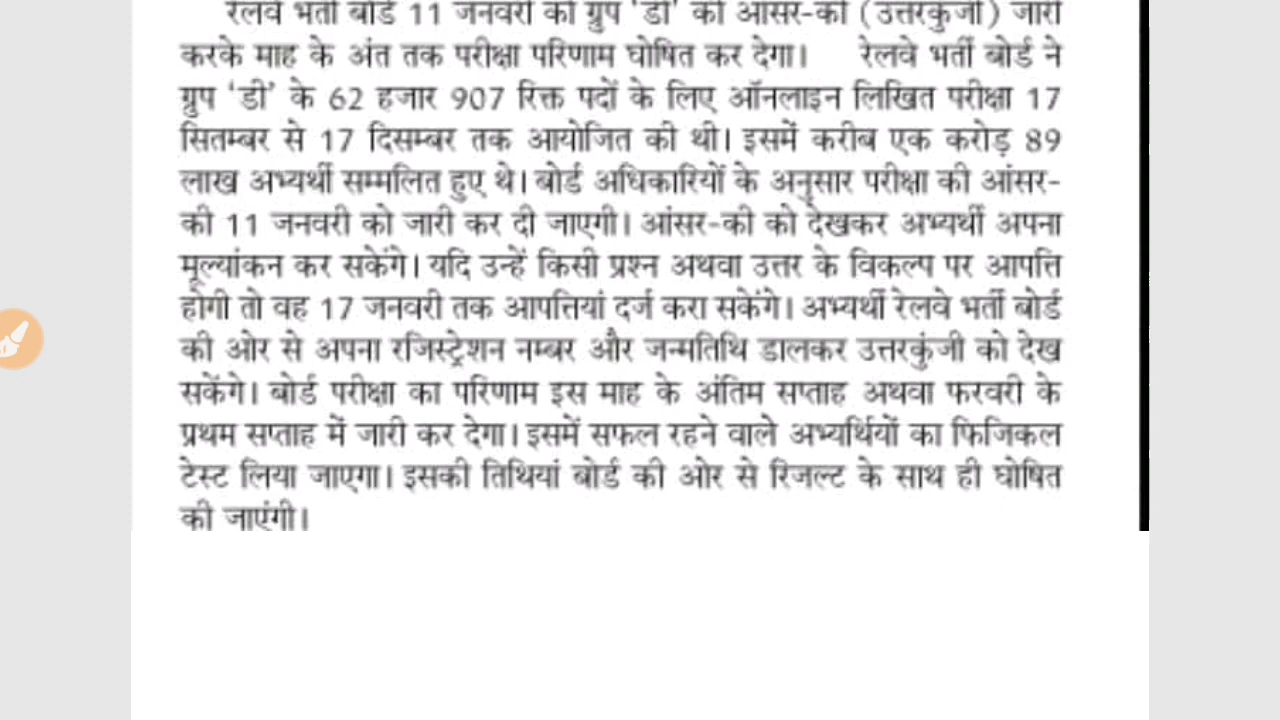 रेलवे भर्ती बोर्ड 11 जनवरी को ग्रुप 'डी' की आंसर-की (उत्तरकुंजी) जारी
करके माह के अंत तक परीक्षा परिणाम घोषित कर देगा। रेलवे भर्ती बोर्ड ने
ग्रुप 'डी' के 62 हजार 907 रिक्त पदों के लिए ऑनलाइन लिखित परीक्षा 17
सितम्बर से 17 दिसम्बर तक आयोजित की थी। इसमें करीब एक करोड़ 89
लाख अभ्यर्थी सम्मलित हुए थे। बोर्ड अधिकारियों के अनुसार परीक्षा की आंसर-
की 11 जनवरी को जारी कर दी जाएगी। आंसर-की को देखकर अभ्यर्थी अपना
मूल्यांकन कर सकेंगे। यदि उन्हें किसी प्रश्न अथवा उत्तर के विकल्प पर आपत्ति
होगी तो वह 17 जनवरी तक आपत्तियां दर्ज करा सकेंगे। अभ्यर्थी रेलवे भर्ती बोर्ड
की ओर से अपना रजिस्ट्रेशन नम्बर और जन्मतिथि डालकर उत्तरकुंजी को देख
सकेंगे। बोर्ड परीक्षा का परिणाम इस माह के अंतिम सप्ताह अथवा फरवरी के
प्रथम सप्ताह में जारी कर देगा। इसमें सफल रहने वाले अभ्यर्थियों का फिजिकल
टेस्ट लिया जाएगा। इसकी तिथियां बोर्ड की ओर से रिजल्ट के साथ ही घोषित
की जाएंगी।